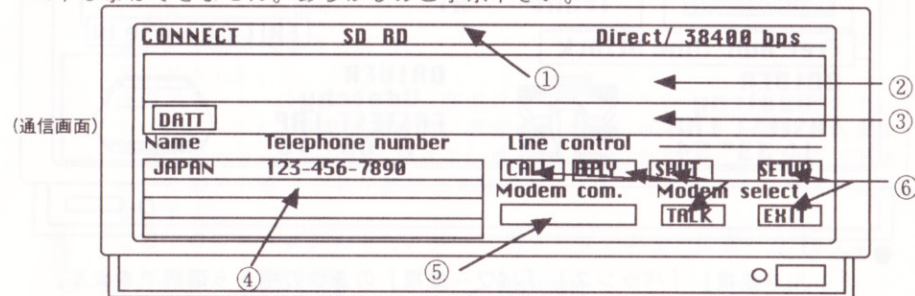 CONNECT SD RD Direct/ 38400 bps
①
②
(通信画面)
DATT
③
Name Telephone number Line control
JAPAN 123-456-7890 CALL SHUT SETUP
⑥
Modem com. Modem select
TALK EXIT
④ ⑤